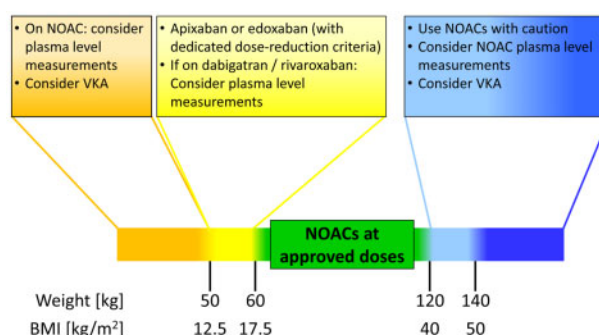 • On NOAC: consider
plasma level
measurements
• Consider VKA
• Apixaban or edoxaban (with
dedicated dose-reduction criteria)
• If on dabigatran / rivaroxaban:
Consider plasma level
measurements
• Use NOACs with caution
• Consider NOAC plasma level
measurements
• Consider VKA
NOACs at
approved doses
Weight [kg] 50 60 120 140
BMI [kg/m²] 12.5 17.5 40 50